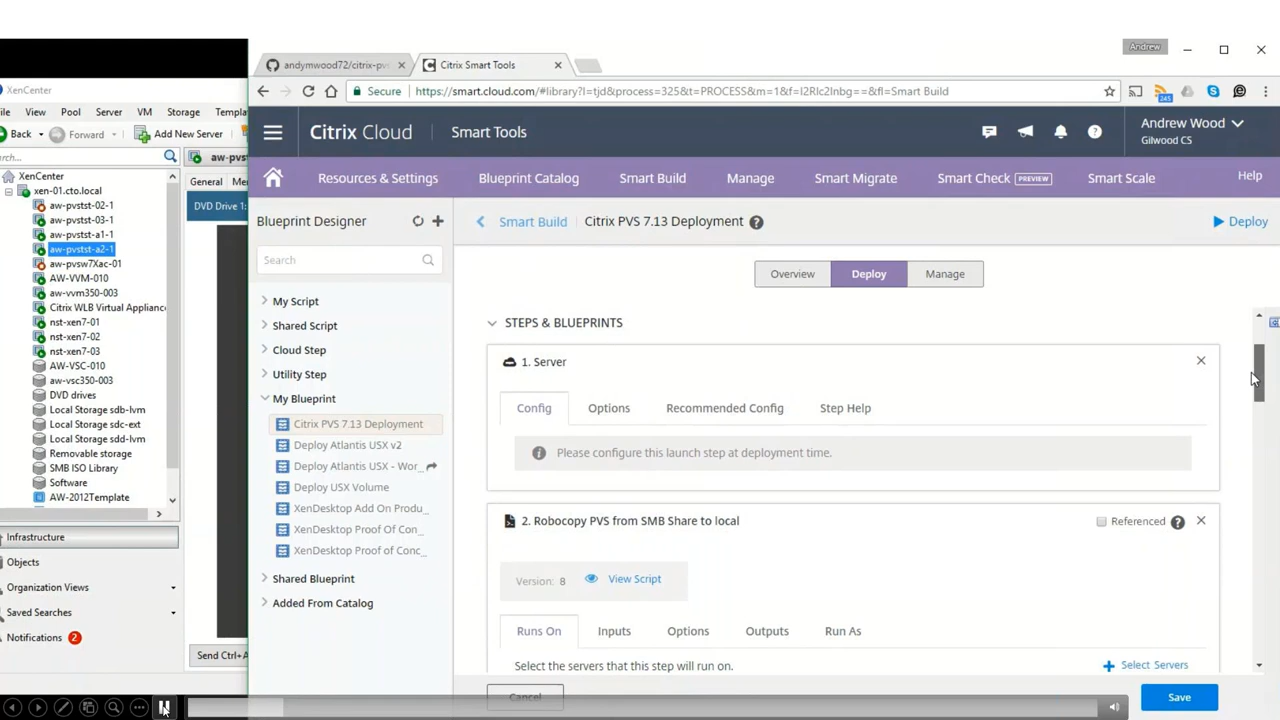 Andrew
andymwood72/citrix-pvs
Citrix Smart Tools
XenCenter
Secure
https://smart.cloud.com/#library?l=tjd&process=325&t=PROCESS&m=1&f=I2Rlc2lnbg==&fl=Smart Build
245
File View Pool Server VM Storage Templa
Back Forward Add New Server
Citrix Cloud
Smart Tools
Andrew Wood
Gilwood CS
earch...
aw-pvst
XenCenter
General Me
xen-01.cto.local
DVD Drive 1:
aw-pvstst-02-1
aw-pvstst-03-1
aw-pvstst-a1-1
aw-pvstst-a2-1
aw-pvsw7Xac-01
AW-VVM-010
aw-vvm350-003
Citrix WLB Virtual Appliance
nst-xen7-01
nst-xen7-02
nst-xen7-03
AW-VSC-010
aw-vsc350-003
DVD drives
Local Storage sdb-lvm
Local Storage sdc-ext
Local Storage sdd-lvm
Removable storage
SMB ISO Library
Software
AW-2012Template
Infrastructure
Objects
Organization Views
Saved Searches
Notifications 2
Send Ctrl+A
Resources & Settings
Blueprint Catalog
Smart Build
Manage
Smart Migrate
Smart Check PREVIEW
Smart Scale
Help
Blueprint Designer
Search
My Script
Shared Script
Cloud Step
Utility Step
My Blueprint
Citrix PVS 7.13 Deployment
Deploy Atlantis USX v2
Deploy Atlantis USX - Wor_
Deploy USX Volume
XenDesktop Add On Produ_
XenDesktop Proof Of Con_
XenDesktop Proof of Conc_
Shared Blueprint
Added From Catalog
Smart Build
Citrix PVS 7.13 Deployment
Deploy
Overview
Deploy
Manage
STEPS & BLUEPRINTS
1. Server
Config
Options
Recommended Config
Step Help
Please configure this launch step at deployment time.
2. Robocopy PVS from SMB Share to local
Referenced
Version: 8
View Script
Runs On
Inputs
Options
Outputs
Run As
Select the servers that this step will run on.
Select Servers
Cancel
Save